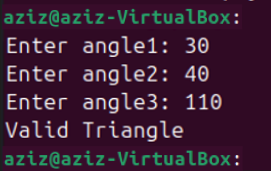 aziz@aziz-VirtualBox:
Enter angle1: 30
Enter angle2: 40
Enter angle3: 110
Valid Triangle
aziz@aziz-VirtualBox: